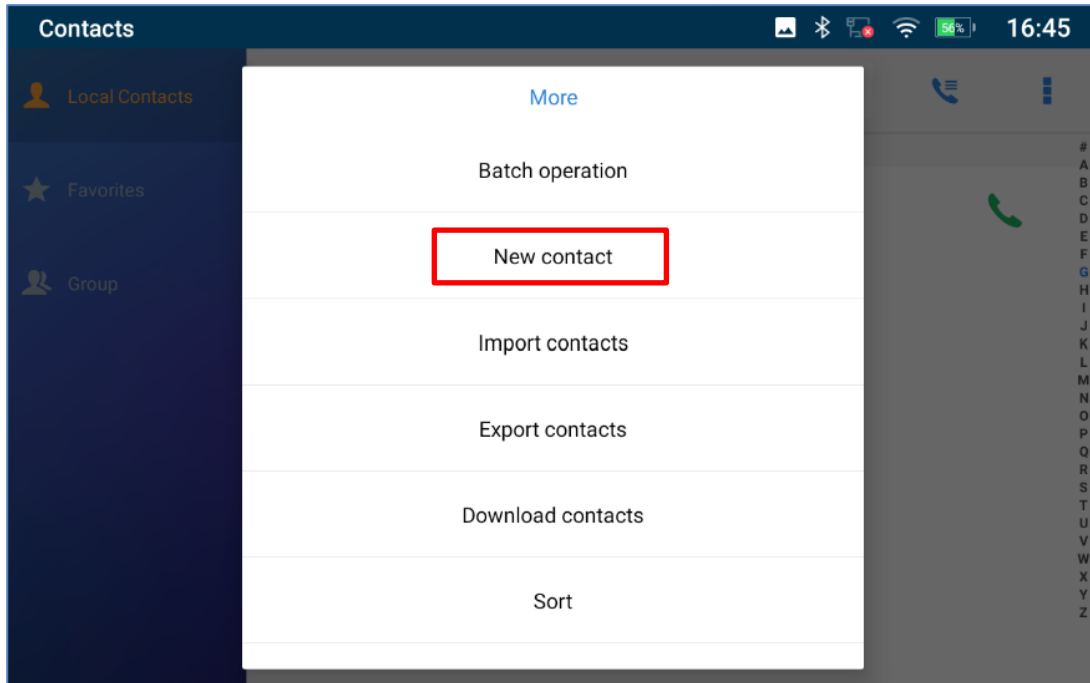 Contacts
56%
16:45
Local Contacts
Favorites
Group
More
Batch operation
New contact
Import contacts
Export contacts
Download contacts
Sort
#
A
B
C
D
E
F
G
H
I
J
K
L
M
N
O
P
Q
R
S
T
U
V
W
X
Y
Z